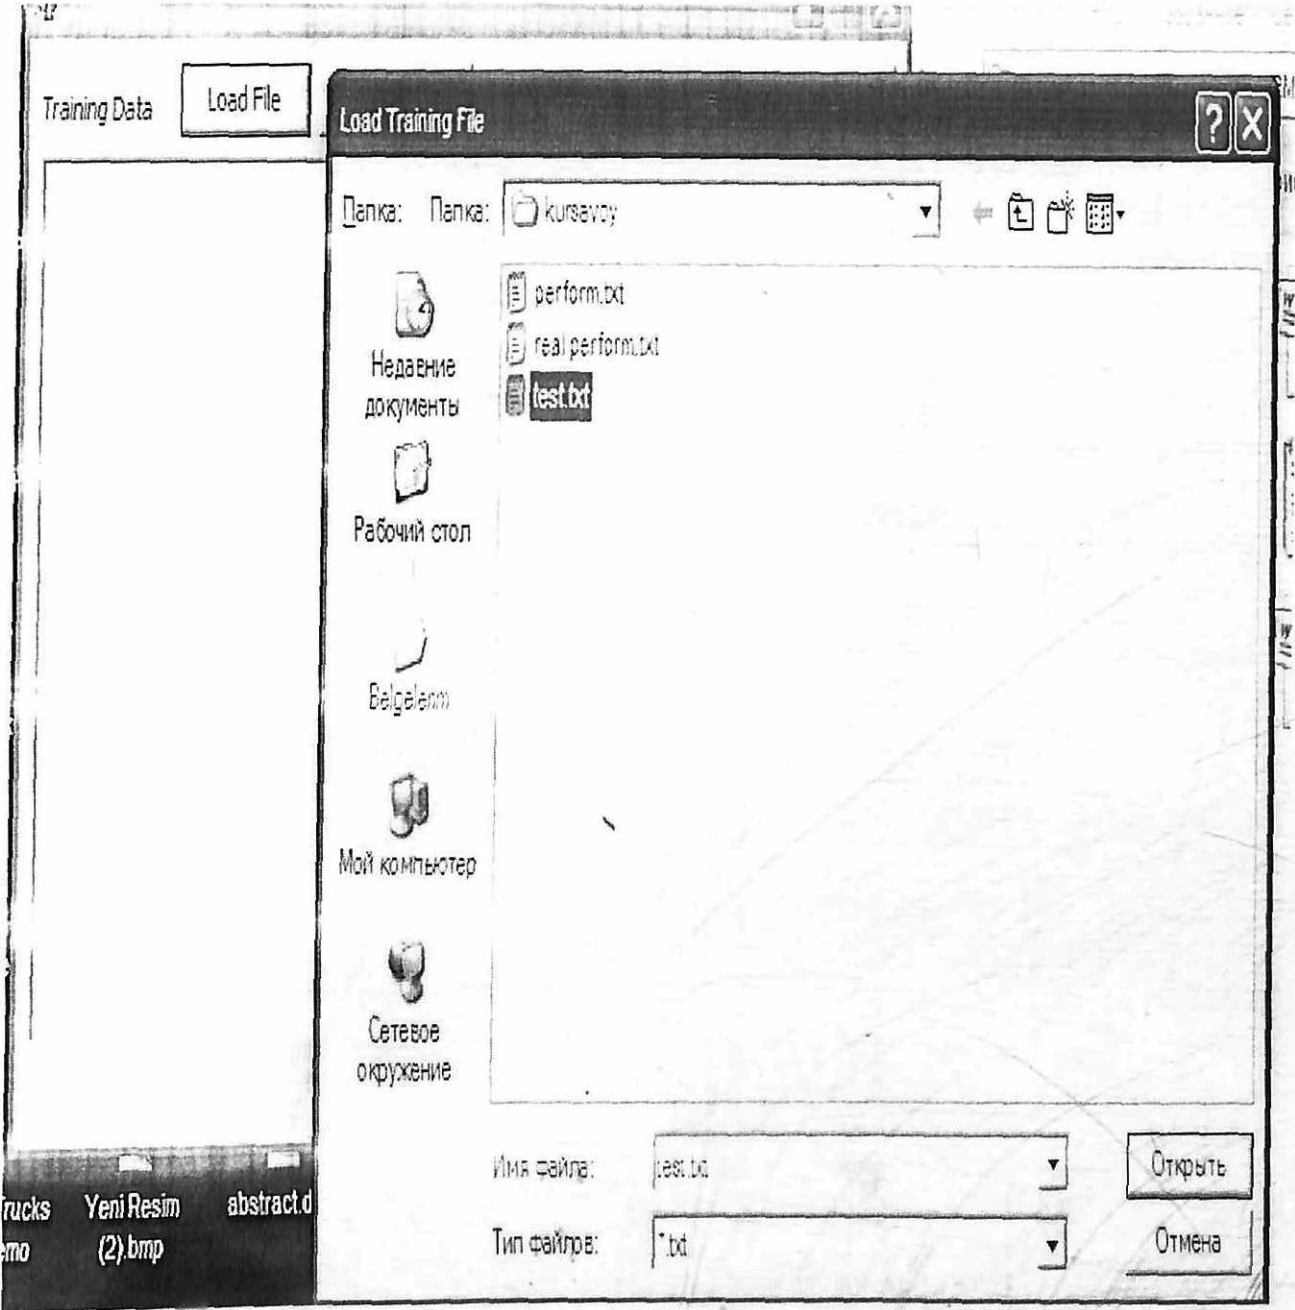 Training Data
Load File
Load Training File
Папка: Папка: kursavoy
perform.txt
real perform.txt
test.txt
Недавние
документы
Рабочий стол
Belgelerim
Мой компьютер
Сетевое
окружение
Имя файла: test.txt
Открыть
Тип файлов: *.txt
Отмена
Yeni Resim
(2).bmp
abstract.d